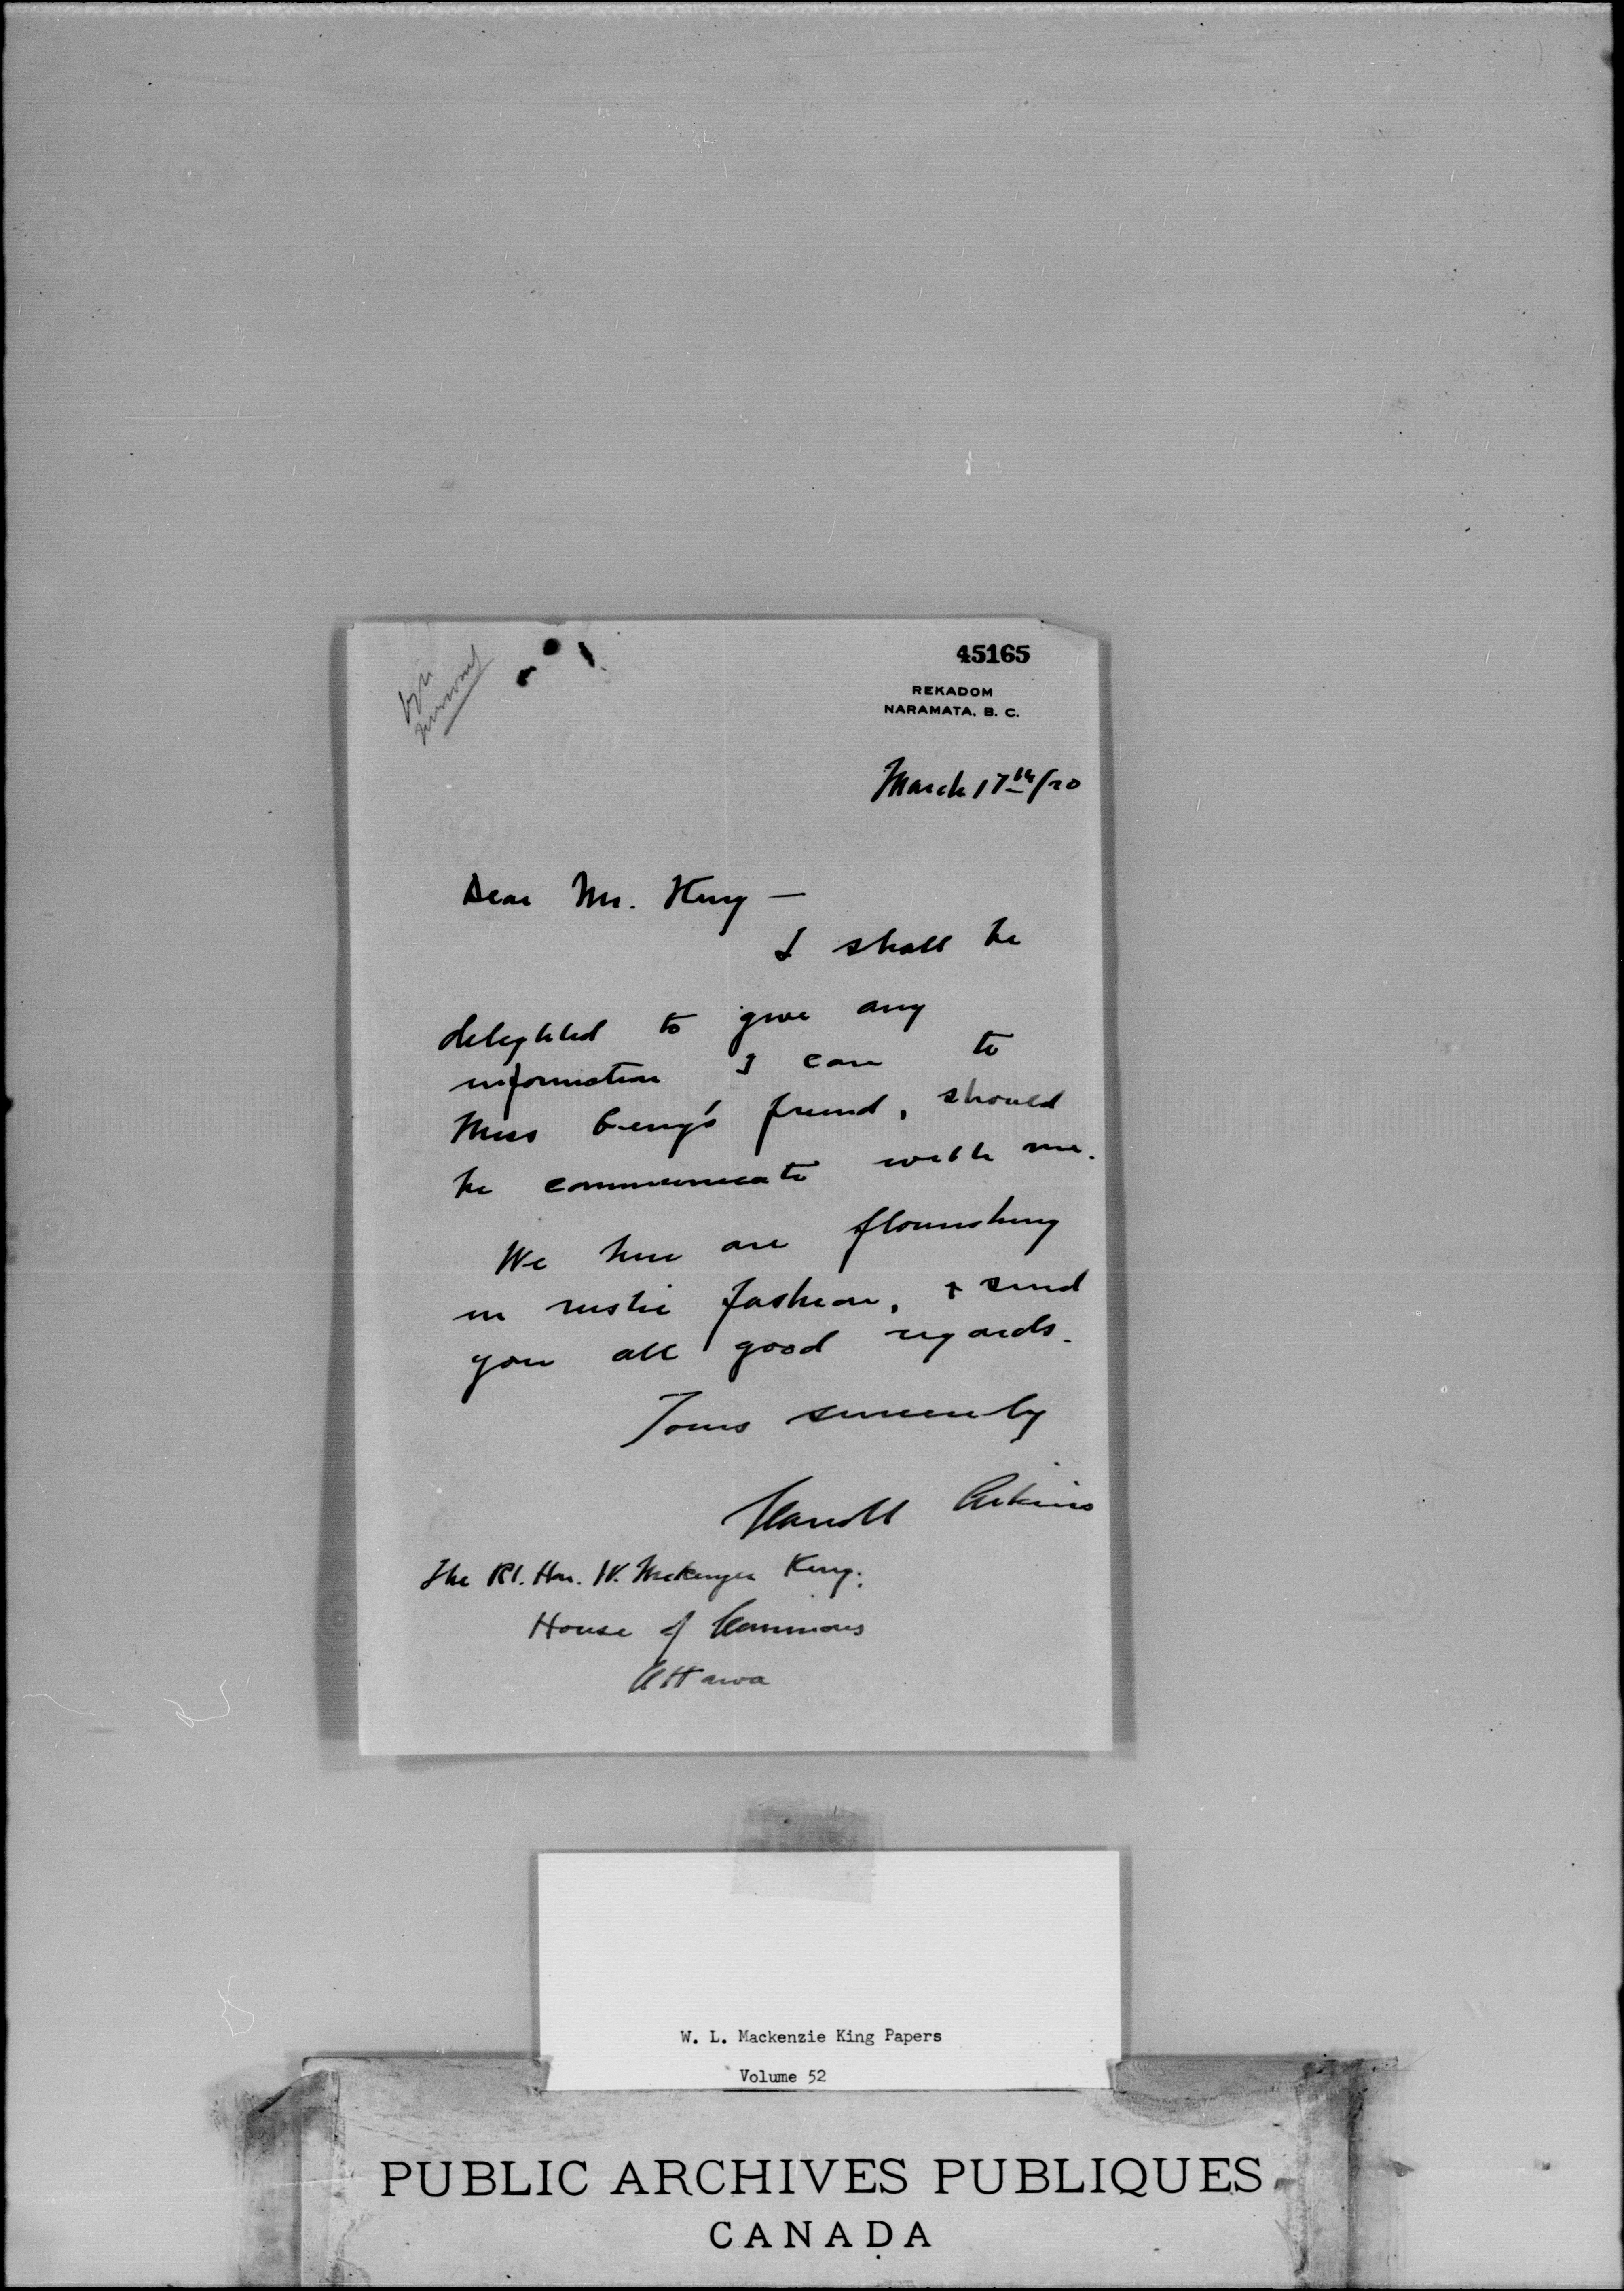 45165
REKADOM
NARAMATA, B. C.
March 17th/20
Dear Mr. King —
I shall be
delighted to give any
information I can to
Miss friend, should
he communicate with me.
We here are flourishing
in rustic fashion, & send
you all good regards.
Yours sincerely
Carroll Aikins
The Rt. Hon. W. Mackenzie King.
House of Commons
Ottawa
W. L. Mackenzie King Papers
Volume 52
PUBLIC ARCHIVES PUBLIQUES
CANADA